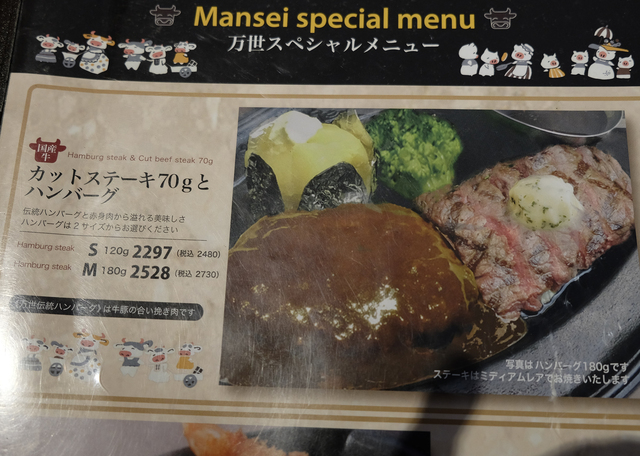 Mansei special menu
万世スペシャルメニュー
国産牛
Hamburg steak & Cut beef steak 70g
カットステーキ70gと
ハンバーグ
伝統ハンバーグと赤身肉から溢れる美味しさ
ハンバーグは2サイズからお選びください
Hamburg steak S 120g 2297 (税込 2480)
Hamburg steak M 180g 2528 (税込 2730)
《万世伝統ハンバーグ》は牛豚の合い挽き肉です
写真はハンバーグ180gです
ステーキはミディアムレアでお焼きいたします